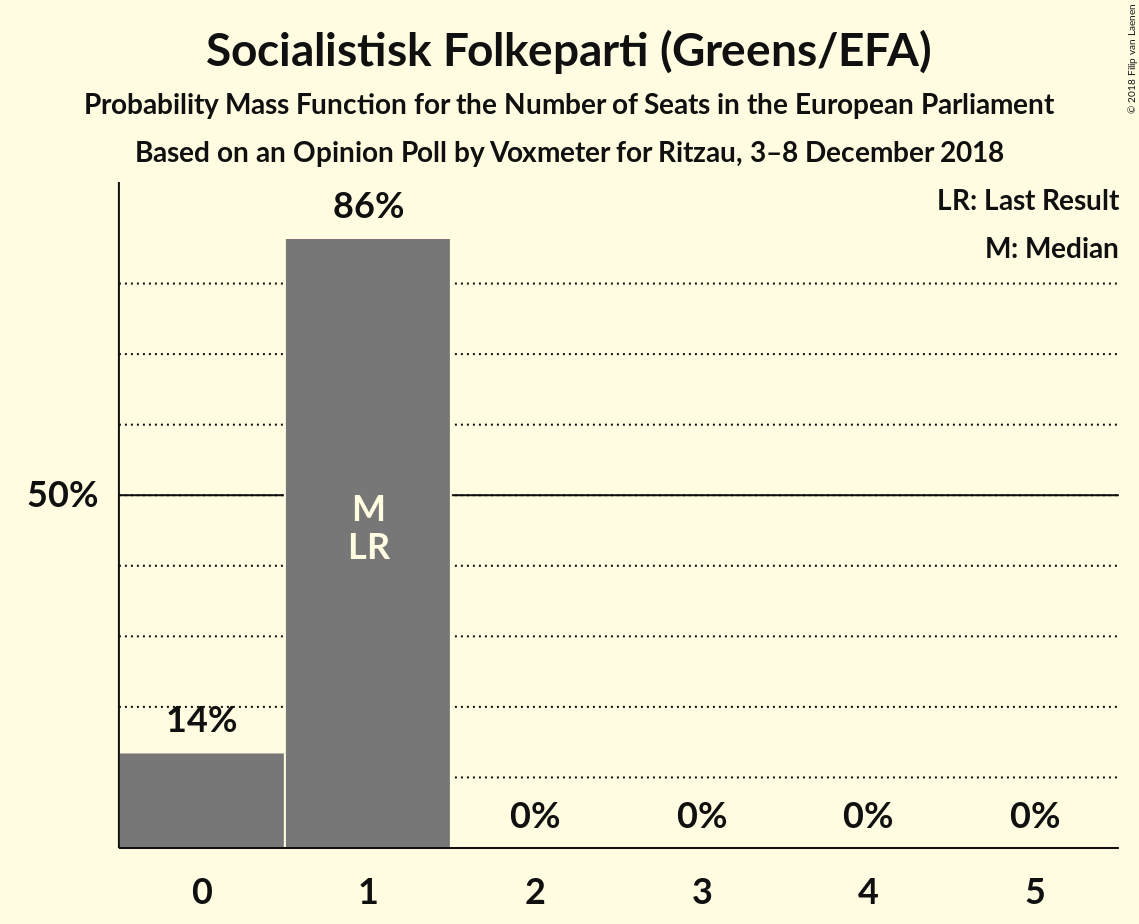 Socialistisk Folkeparti (Greens/EFA)
Probability Mass Function for the Number of Seats in the European Parliament
Based on an Opinion Poll by Voxmeter for Ritzau, 3–8 December 2018
© 2018 Filip van Laenen
LR: Last Result
M: Median
86%
50%
M
LR
14%
0% 0% 0% 0%
0 1 2 3 4 5